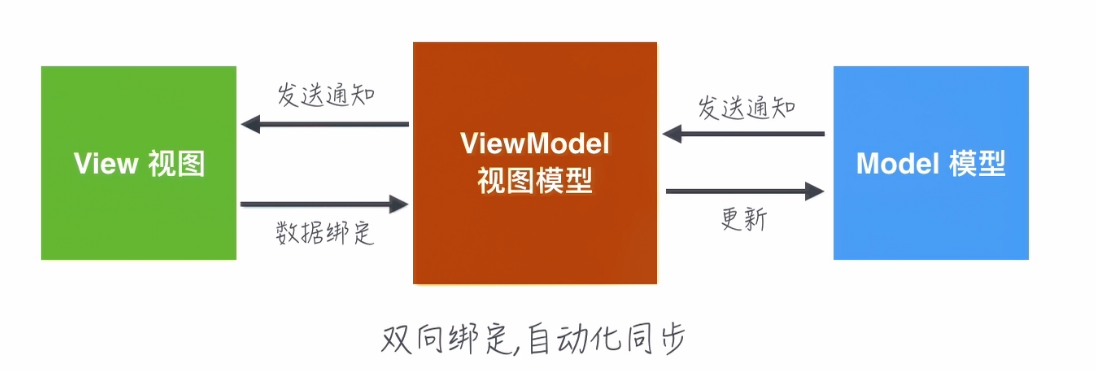 发送通知
发送通知
View 视图
ViewModel
视图模型
Model 模型
数据绑定
更新
双向绑定,自动化同步